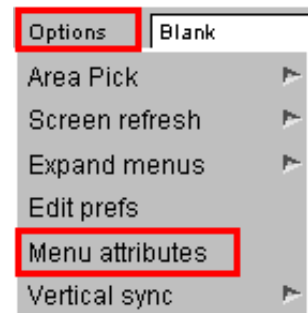 Options Blank
Area Pick
Screen refresh
Expand menus
Edit prefs
Menu attributes
Vertical sync